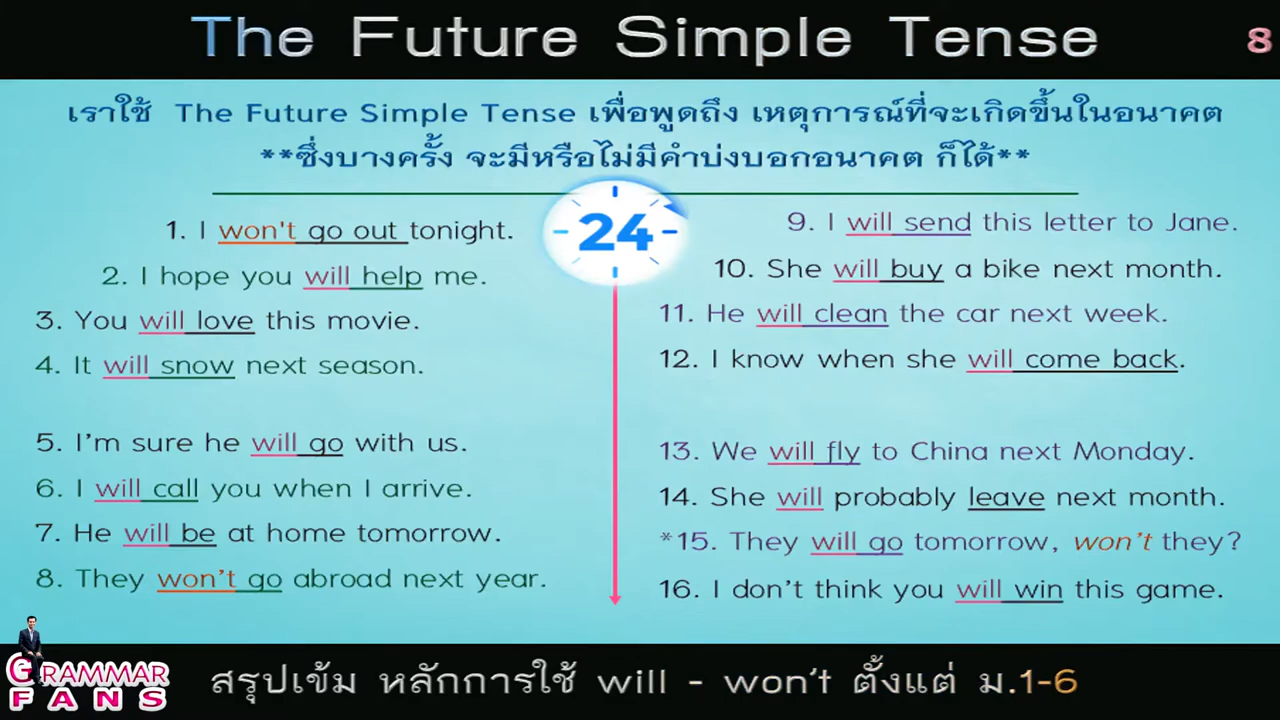 The Future Simple Tense
8
เราใช้ The Future Simple Tense เพื่อพูดถึง เหตุการณ์ที่จะเกิดขึ้นในอนาคต
**ซึ่งบางครั้ง จะมีหรือไม่มีคำบ่งบอกอนาคต ก็ได้**
24
1. I won't go out tonight.
2. I hope you will help me.
3. You will love this movie.
4. It will snow next season.
5. I’m sure he will go with us.
6. I will call you when I arrive.
7. He will be at home tomorrow.
8. They won’t go abroad next year.
9. I will send this letter to Jane.
10. She will buy a bike next month.
11. He will clean the car next week.
12. I know when she will come back.
13. We will fly to China next Monday.
14. She will probably leave next month.
*15. They will go tomorrow, won’t they?
16. I don’t think you will win this game.
GRAMMAR
FANS
สรุปเข้ม หลักการใช้ will - won’t ตั้งแต่ ม.1-6